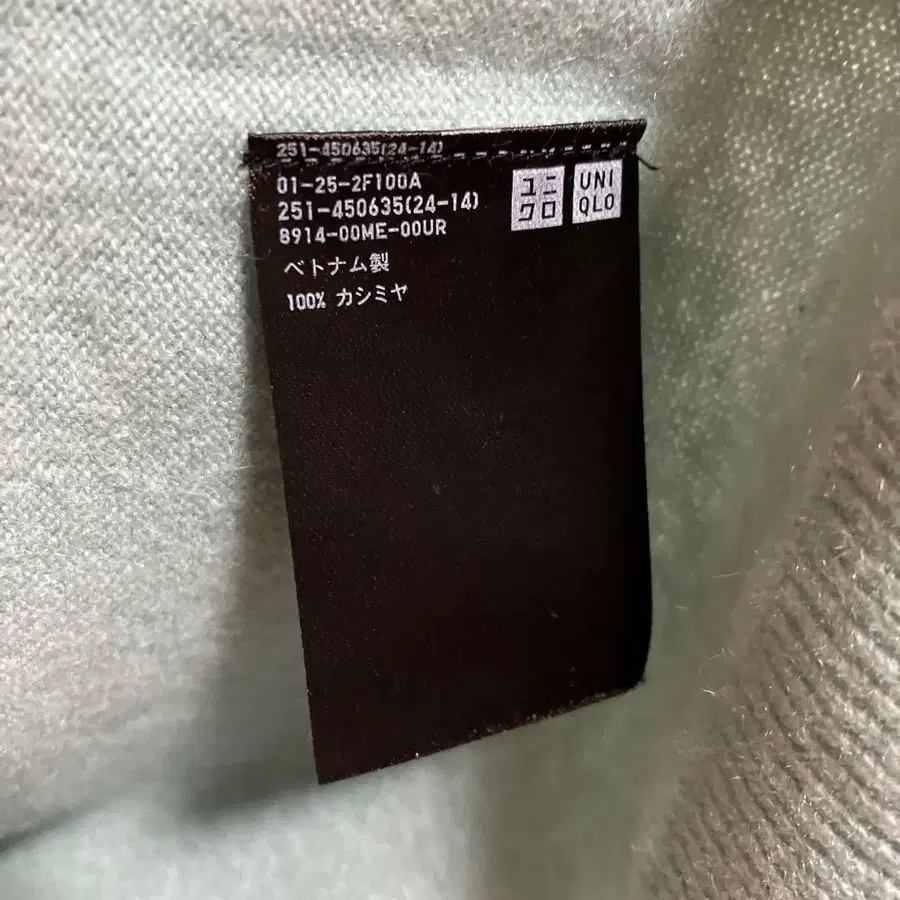 251-450635(24-14)
01-25-2F100A
251-450635(24-14)
8914-00ME-00UR
ベトナム製
100% カシミヤ
ユニ
クロ
UNI
QLO